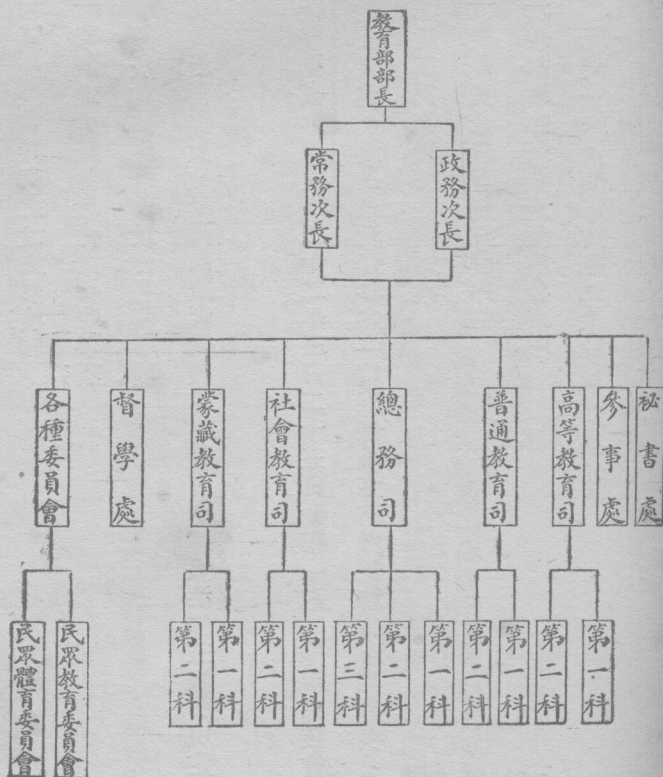 教育部部長
政務次長
常務次長
祕書處
參事處
高等教育司
普通教育司
總務司
社會教育司
蒙藏教育司
督學處
各種委員會
第一科
第二科
第一科
第二科
第一科
第二科
第三科
第一科
第二科
第一科
第二科
民眾教育委員會
民眾體育委員會